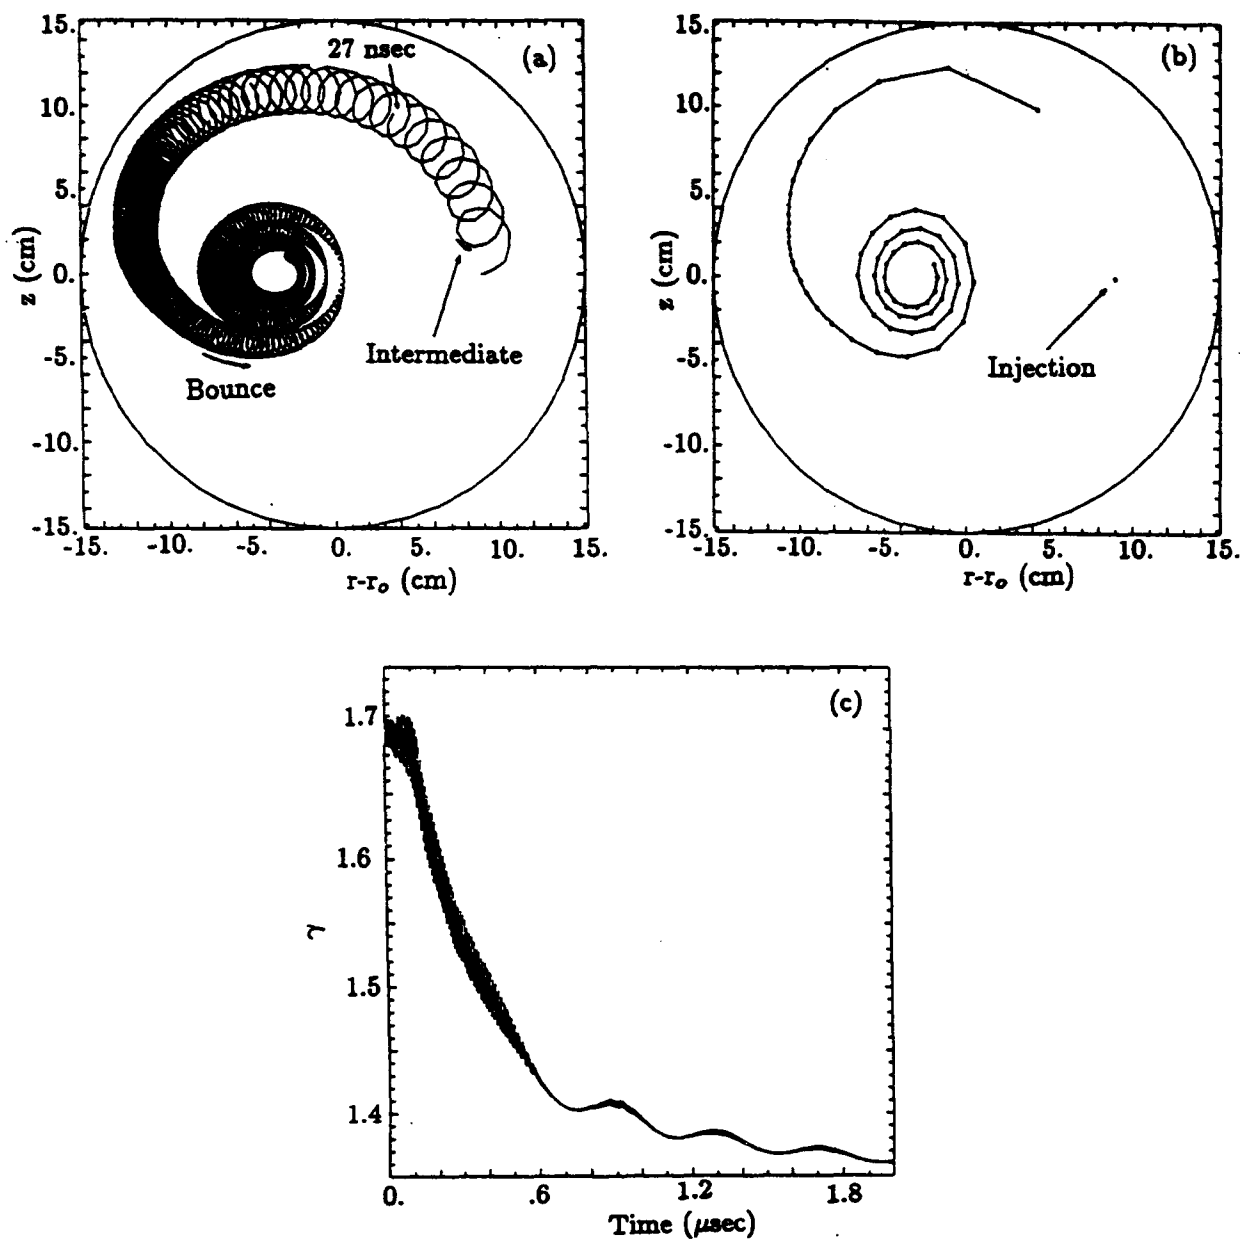 15.
10.
5.
0.
-5.
-10.
-15.
z (cm)
(a)
27 nsec
Intermediate
Bounce
-15. -10. -5. 0. 5. 10. 15.
r-rₒ (cm)
15.
10.
5.
0.
-5.
-10.
-15.
z (cm)
(b)
Injection
-15. -10. -5. 0. 5. 10. 15.
r-rₒ (cm)
(c)
1.7
1.6
1.5
1.4
γ
0. .6 1.2 1.8
Time (μsec)